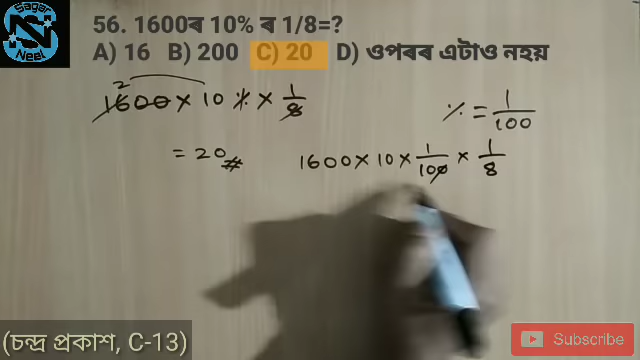 Sagar
Neel
56. 1600ৰ 10% ৰ 1/8=?
A) 16 B) 200 C) 20 D) ওপৰৰ এটাও নহয়
2
1600 × 10 % × 1/8
% = 1/100
= 20
1600 × 10 × 1/100 × 1/8
(চন্দ্ৰ প্ৰকাশ, C-13)
Subscribe